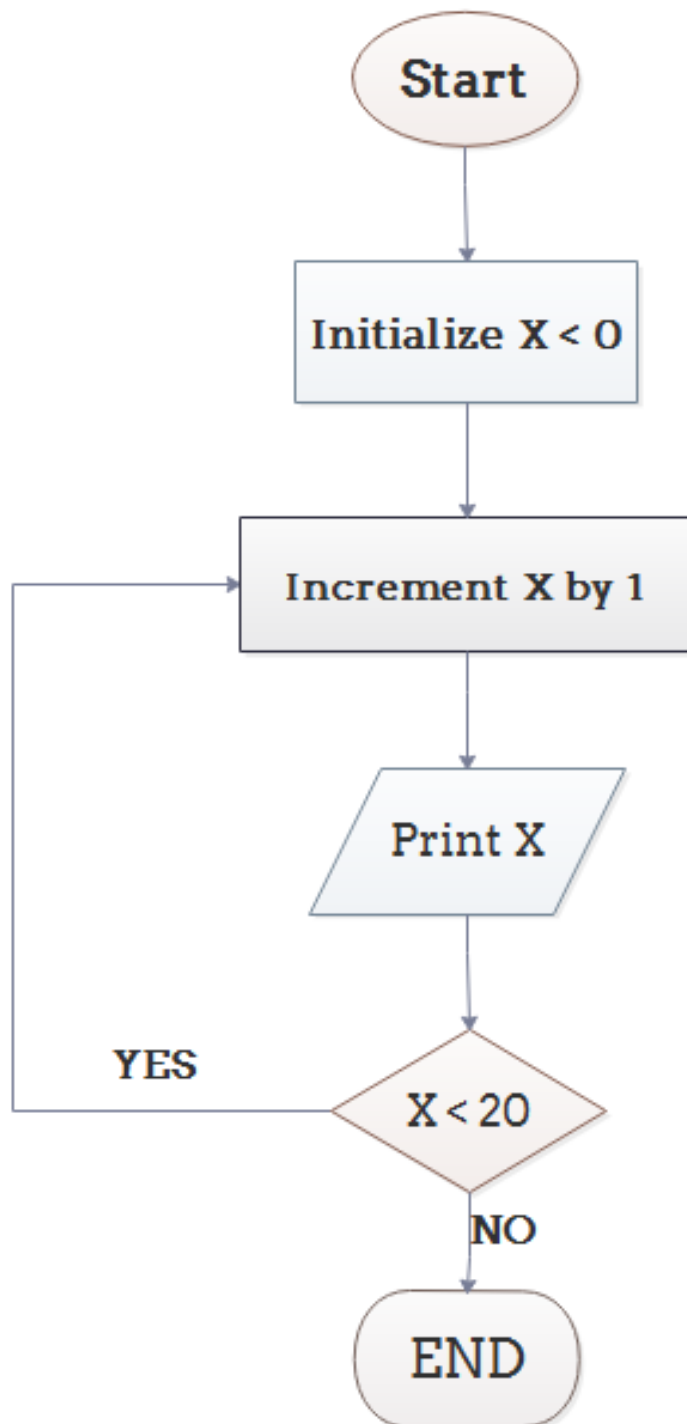 Start
Initialize X < 0
Increment X by 1
Print X
YES
X < 20
NO
END